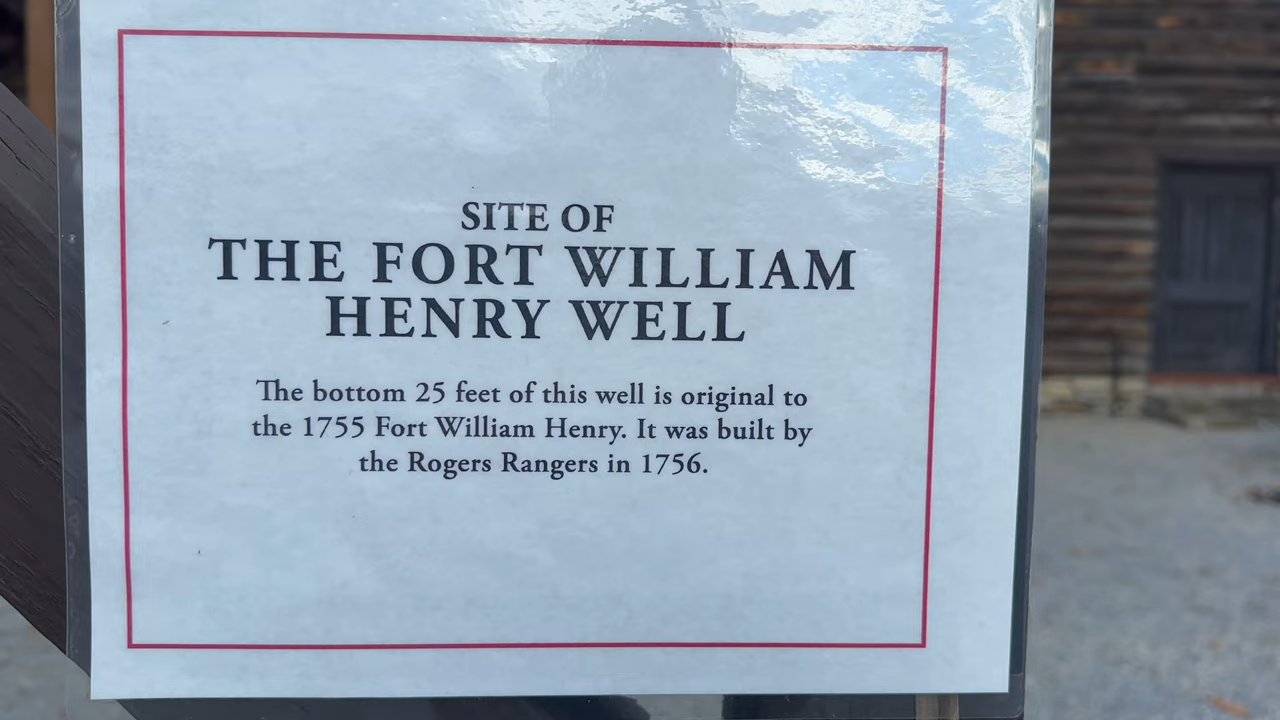 SITE OF
THE FORT WILLIAM
HENRY WELL
The bottom 25 feet of this well is original to
the 1755 Fort William Henry. It was built by
the Rogers Rangers in 1756.